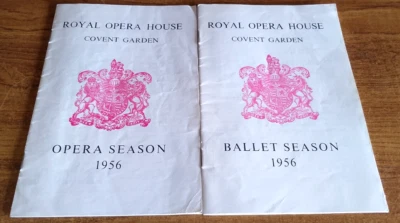 ROYAL OPERA HOUSE
COVENT GARDEN
OPERA SEASON
1956
ROYAL OPERA HOUSE
COVENT GARDEN
BALLET SEASON
1956